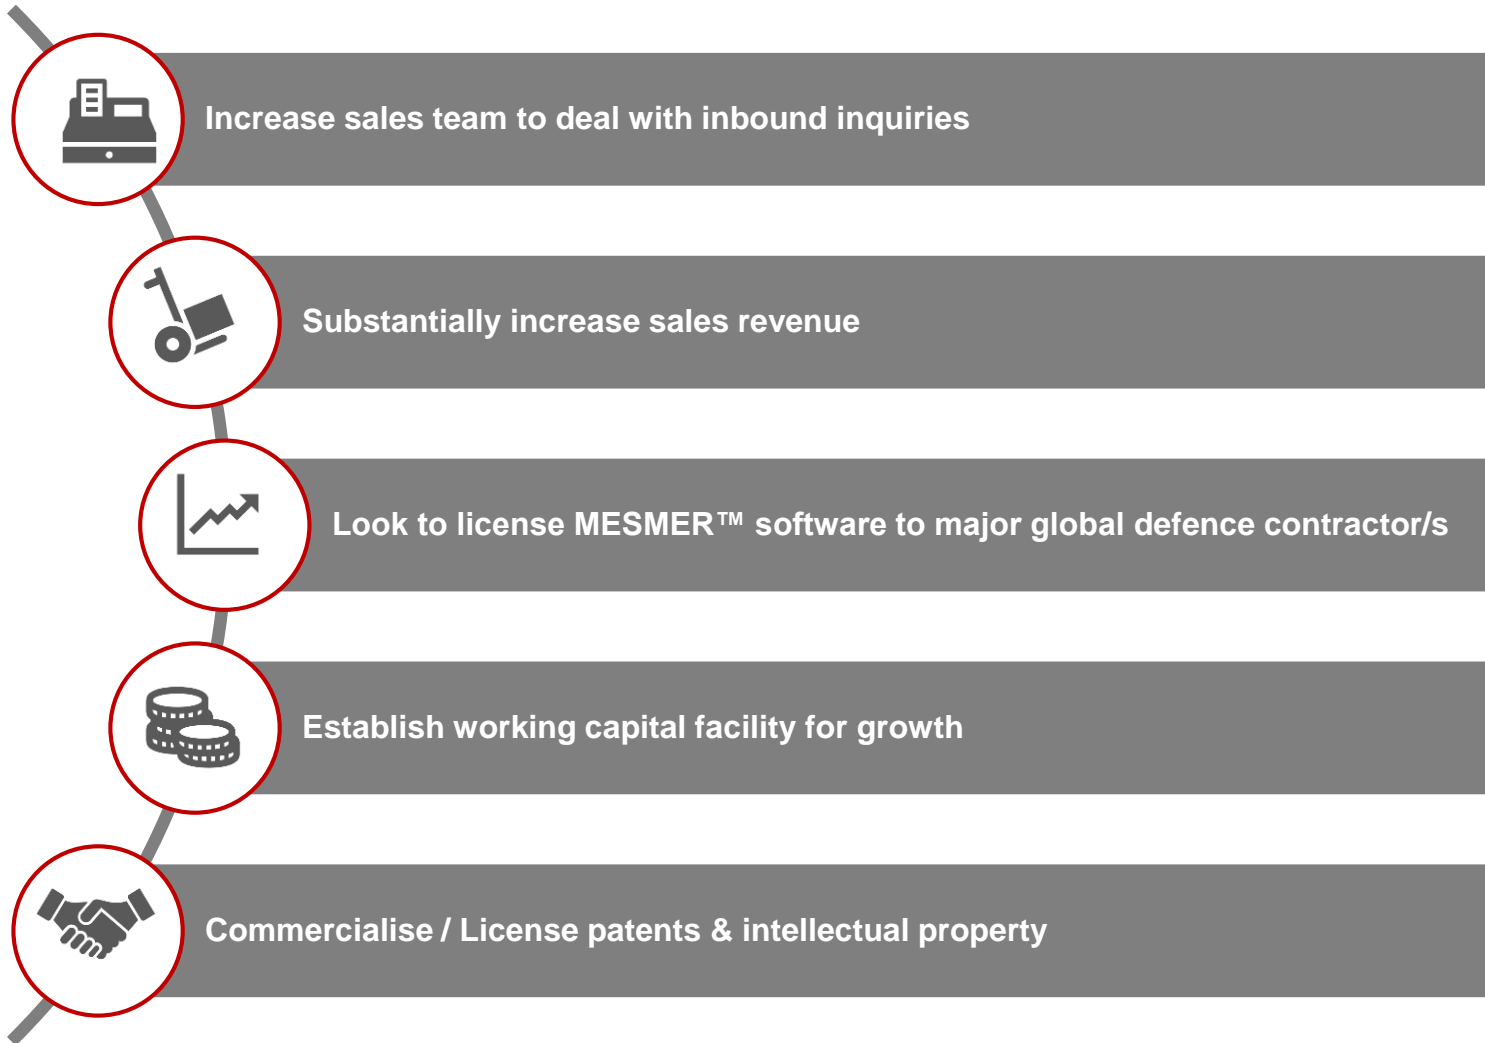 Increase sales team to deal with inbound inquiries
Substantially increase sales revenue
Look to license MESMER™ software to major global defence contractor/s
Establish working capital facility for growth
Commercialise / License patents & intellectual property